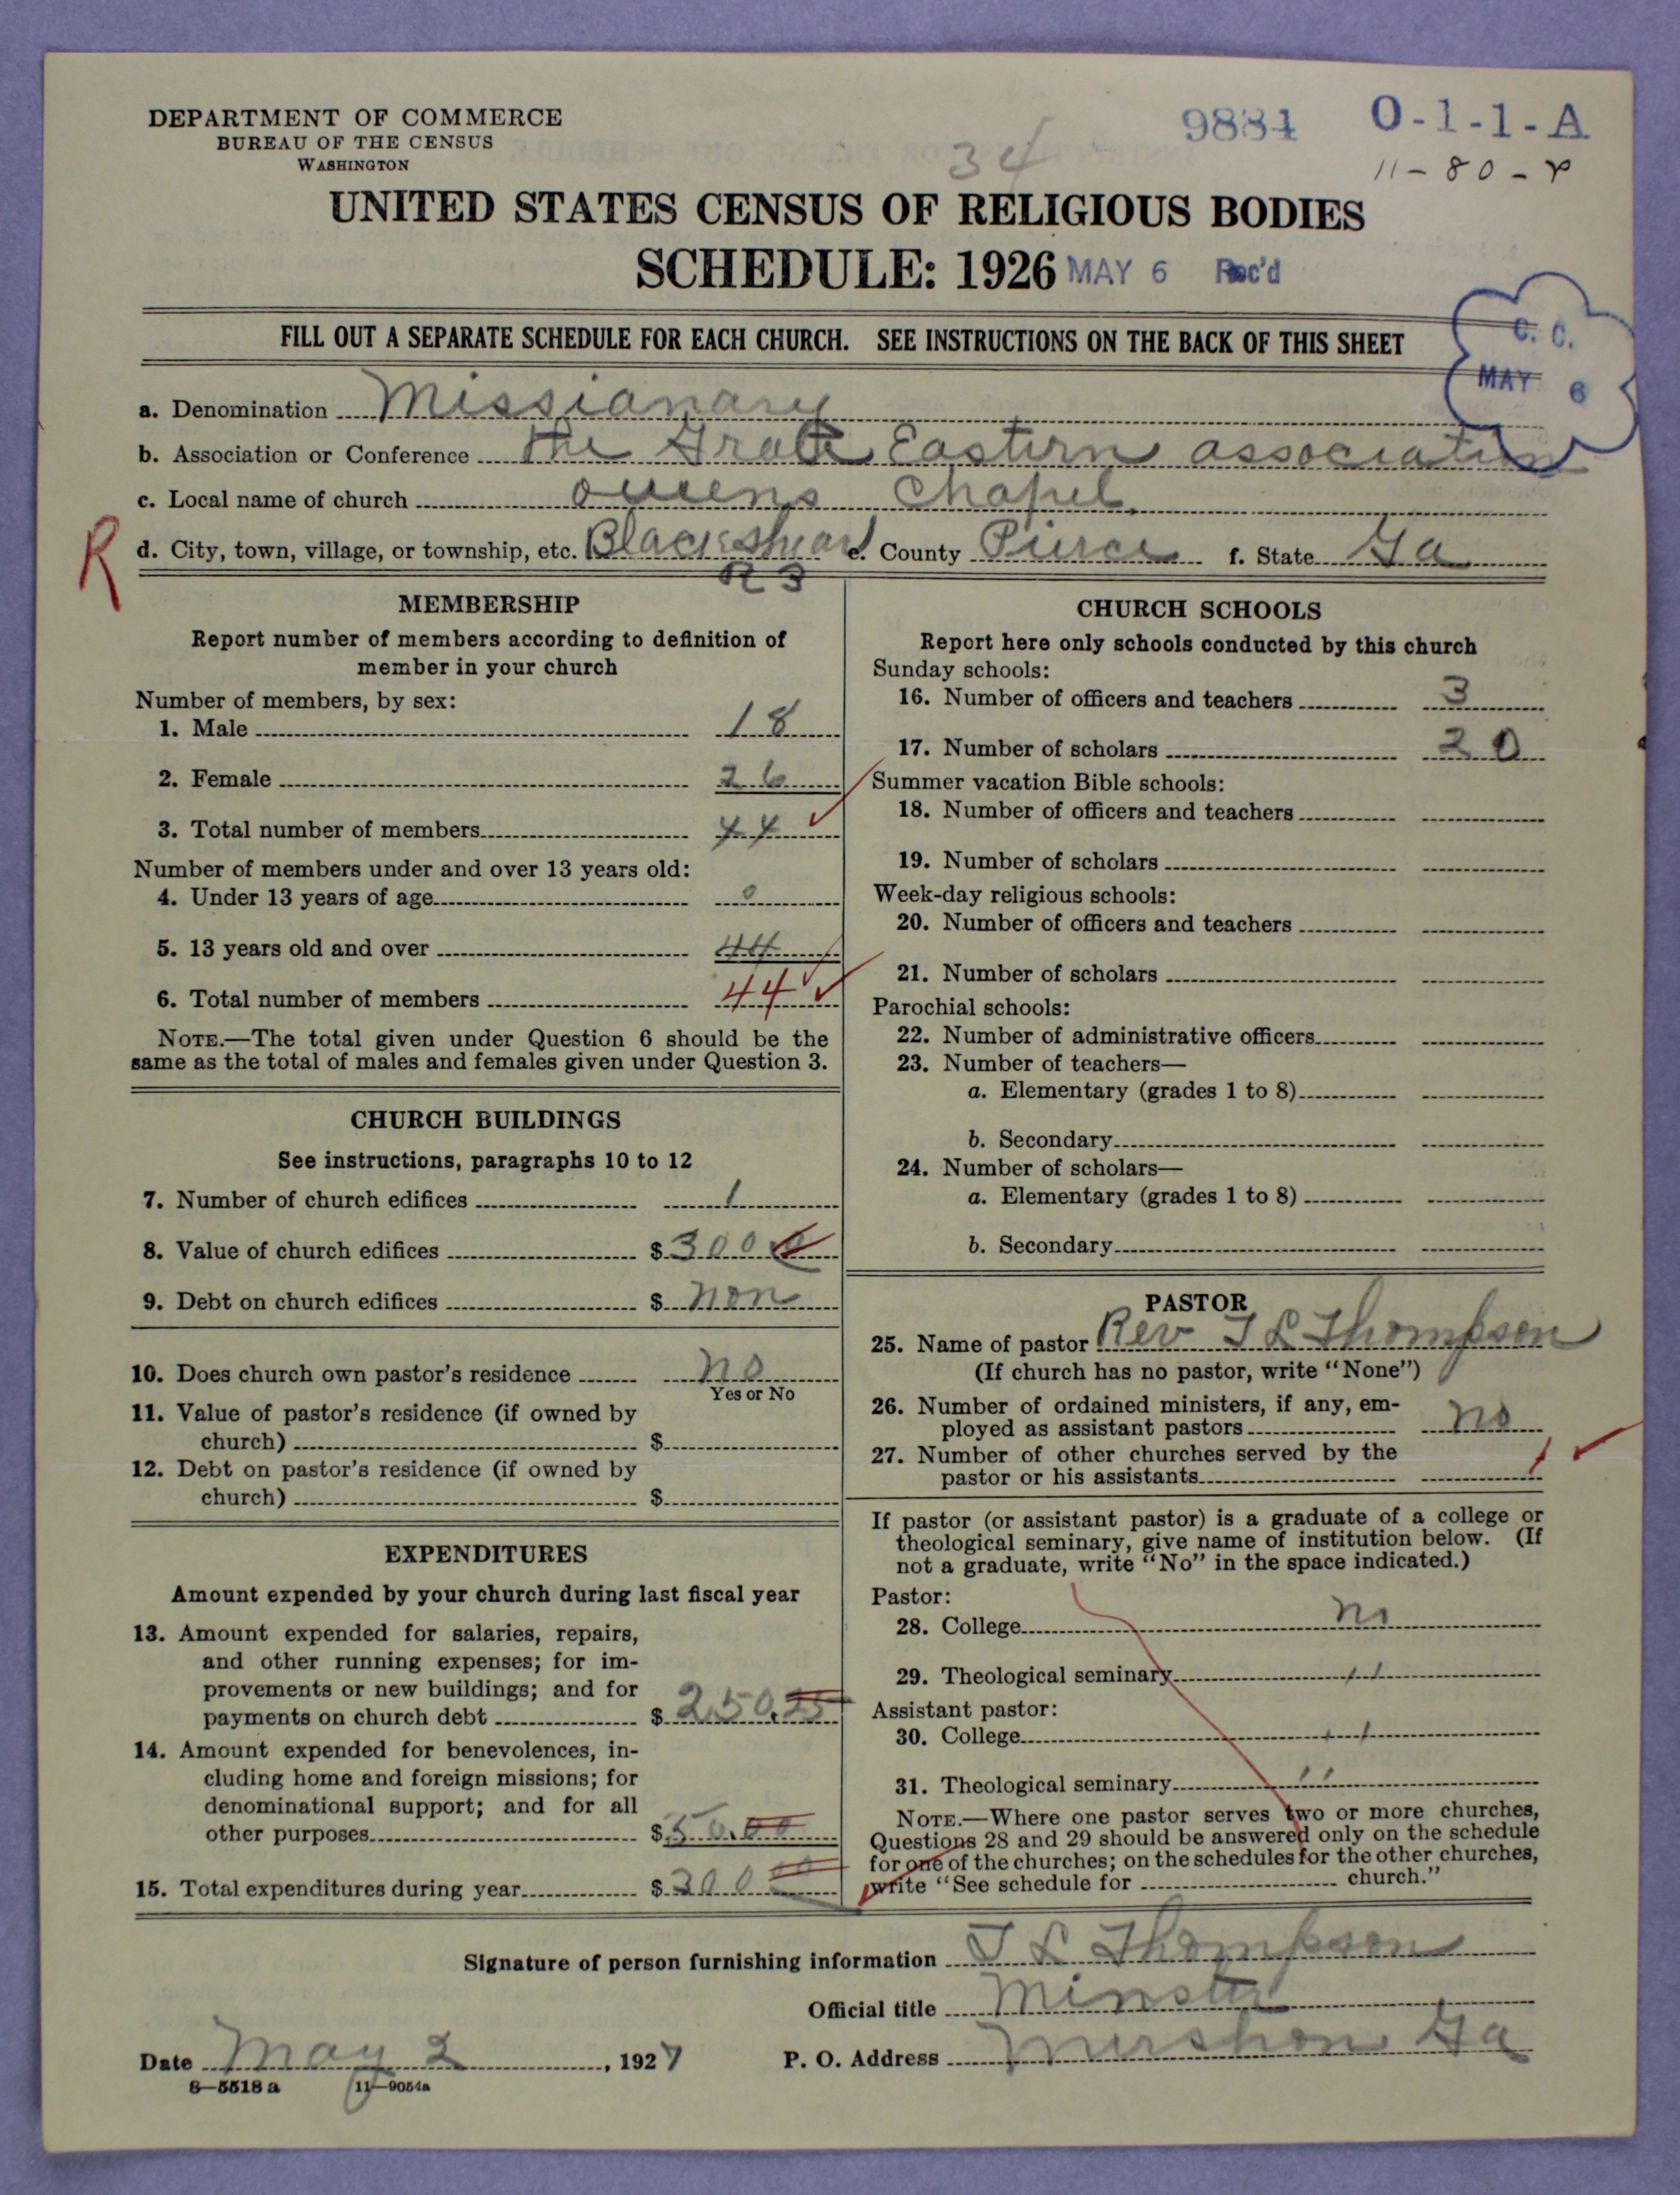 DEPARTMENT OF COMMERCE
BUREAU OF THE CENSUS
WASHINGTON
9884
O-1-1-A
34
11-80-
UNITED STATES CENSUS OF RELIGIOUS BODIES
SCHEDULE: 1926 MAY 6 Rec'd
FILL OUT A SEPARATE SCHEDULE FOR EACH CHURCH. SEE INSTRUCTIONS ON THE BACK OF THIS SHEET
C. C.
MAY 6
a. Denomination Missianary
b. Association or Conference the Grate Eastern association
c. Local name of church owens Chapel
R
d. City, town, village, or township, etc. Blackshear e. County Pierce f. State Ga
R 3
MEMBERSHIP
Report number of members according to definition of
member in your church
Number of members, by sex:
1. Male 18
2. Female 26
3. Total number of members 44
Number of members under and over 13 years old:
4. Under 13 years of age 0
5. 13 years old and over 44
6. Total number of members 44
NOTE.—The total given under Question 6 should be the
same as the total of males and females given under Question 3.
CHURCH BUILDINGS
See instructions, paragraphs 10 to 12
7. Number of church edifices 1
8. Value of church edifices $ 300
9. Debt on church edifices $ non
10. Does church own pastor's residence no
Yes or No
11. Value of pastor's residence (if owned by
church) $
12. Debt on pastor's residence (if owned by
church) $
EXPENDITURES
Amount expended by your church during last fiscal year
13. Amount expended for salaries, repairs,
and other running expenses; for im-
provements or new buildings; and for
payments on church debt $ 250.25
14. Amount expended for benevolences, in-
cluding home and foreign missions; for
denominational support; and for all
other purposes $ 50.00
15. Total expenditures during year $ 300 00
CHURCH SCHOOLS
Report here only schools conducted by this church
Sunday schools:
16. Number of officers and teachers 3
17. Number of scholars 20
Summer vacation Bible schools:
18. Number of officers and teachers
19. Number of scholars
Week-day religious schools:
20. Number of officers and teachers
21. Number of scholars
Parochial schools:
22. Number of administrative officers
23. Number of teachers—
a. Elementary (grades 1 to 8)
b. Secondary
24. Number of scholars—
a. Elementary (grades 1 to 8)
b. Secondary
PASTOR
25. Name of pastor Rev T L Thompson
(If church has no pastor, write "None")
26. Number of ordained ministers, if any, em-
ployed as assistant pastors no
27. Number of other churches served by the
pastor or his assistants 1
If pastor (or assistant pastor) is a graduate of a college or
theological seminary, give name of institution below. (If
not a graduate, write "No" in the space indicated.)
Pastor:
28. College no
29. Theological seminary 11
Assistant pastor:
30. College 11
31. Theological seminary "
NOTE.—Where one pastor serves two or more churches,
Questions 28 and 29 should be answered only on the schedule
for one of the churches; on the schedules for the other churches,
write "See schedule for church."
Signature of person furnishing information T L Thompson
Official title Minster
Date May 2, 1927 P. O. Address Mershon Ga
8—5518 a 11—9054a